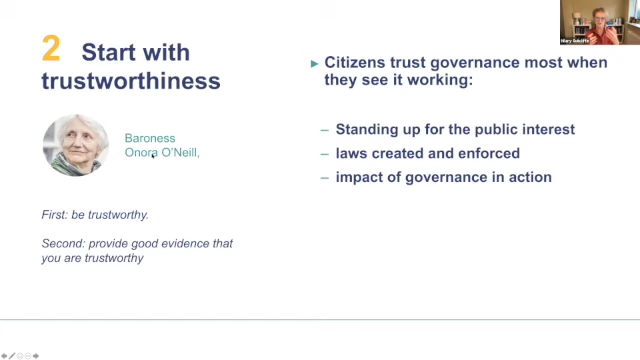 2 Start with
trustworthiness
Baroness
Onora O'Neill,
First: be trustworthy.
Second: provide good evidence that
you are trustworthy
► Citizens trust governance most when
they see it working:
– Standing up for the public interest
– laws created and enforced
– impact of governance in action
Hilary Sutcliffe